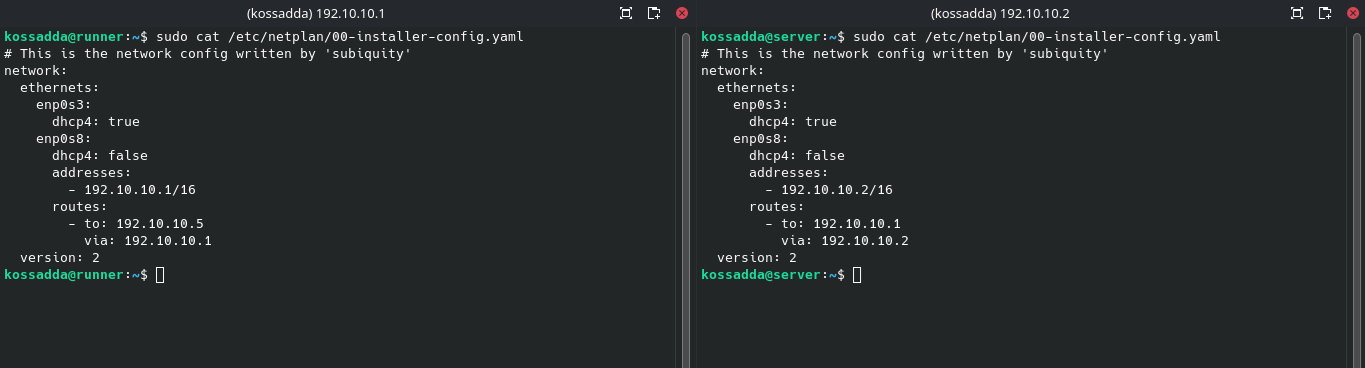 (kossadda) 192.10.10.1
kossadda@runner:~$ sudo cat /etc/netplan/00-installer-config.yaml
# This is the network config written by 'subiquity'
network:
  ethernets:
    enp0s3:
      dhcp4: true
    enp0s8:
      dhcp4: false
      addresses:
        - 192.10.10.1/16
      routes:
        - to: 192.10.10.5
          via: 192.10.10.1
  version: 2
kossadda@runner:~$
(kossadda) 192.10.10.2
kossadda@server:~$ sudo cat /etc/netplan/00-installer-config.yaml
# This is the network config written by 'subiquity'
network:
  ethernets:
    enp0s3:
      dhcp4: true
    enp0s8:
      dhcp4: false
      addresses:
        - 192.10.10.2/16
      routes:
        - to: 192.10.10.1
          via: 192.10.10.2
  version: 2
kossadda@server:~$